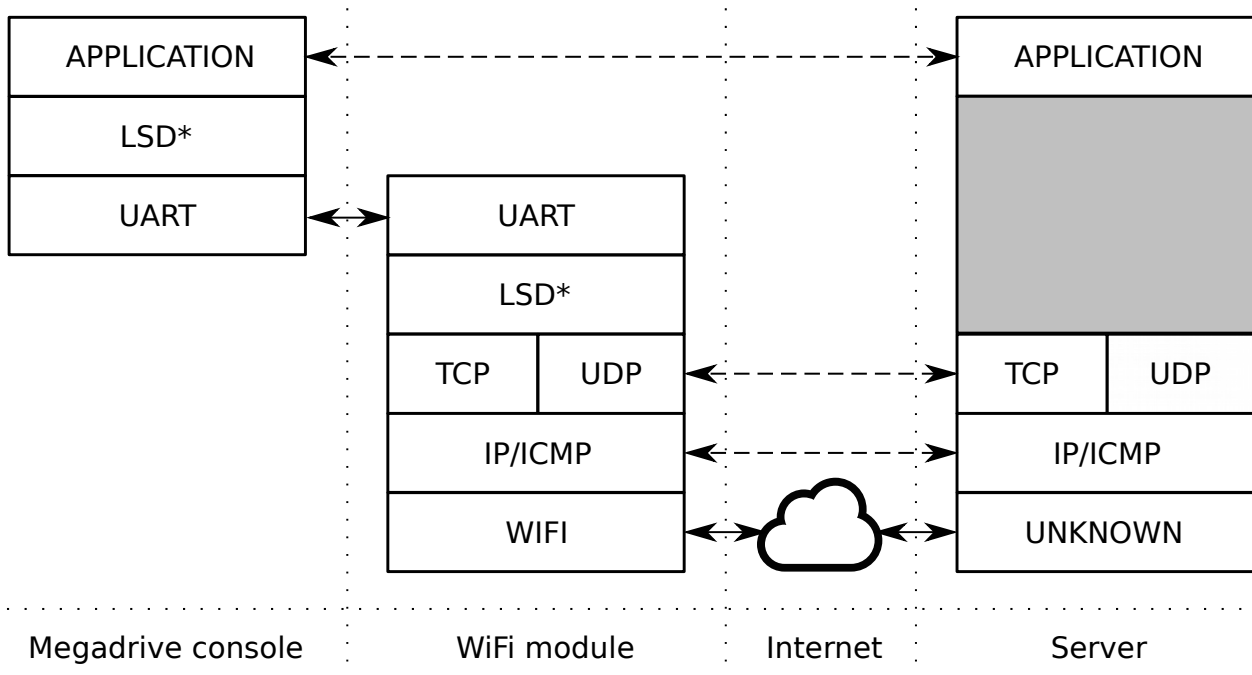 APPLICATION
APPLICATION
LSD*
UART
UART
LSD*
TCP
UDP
TCP
UDP
IP/ICMP
IP/ICMP
WIFI
UNKNOWN
Megadrive console
WiFi module
Internet
Server